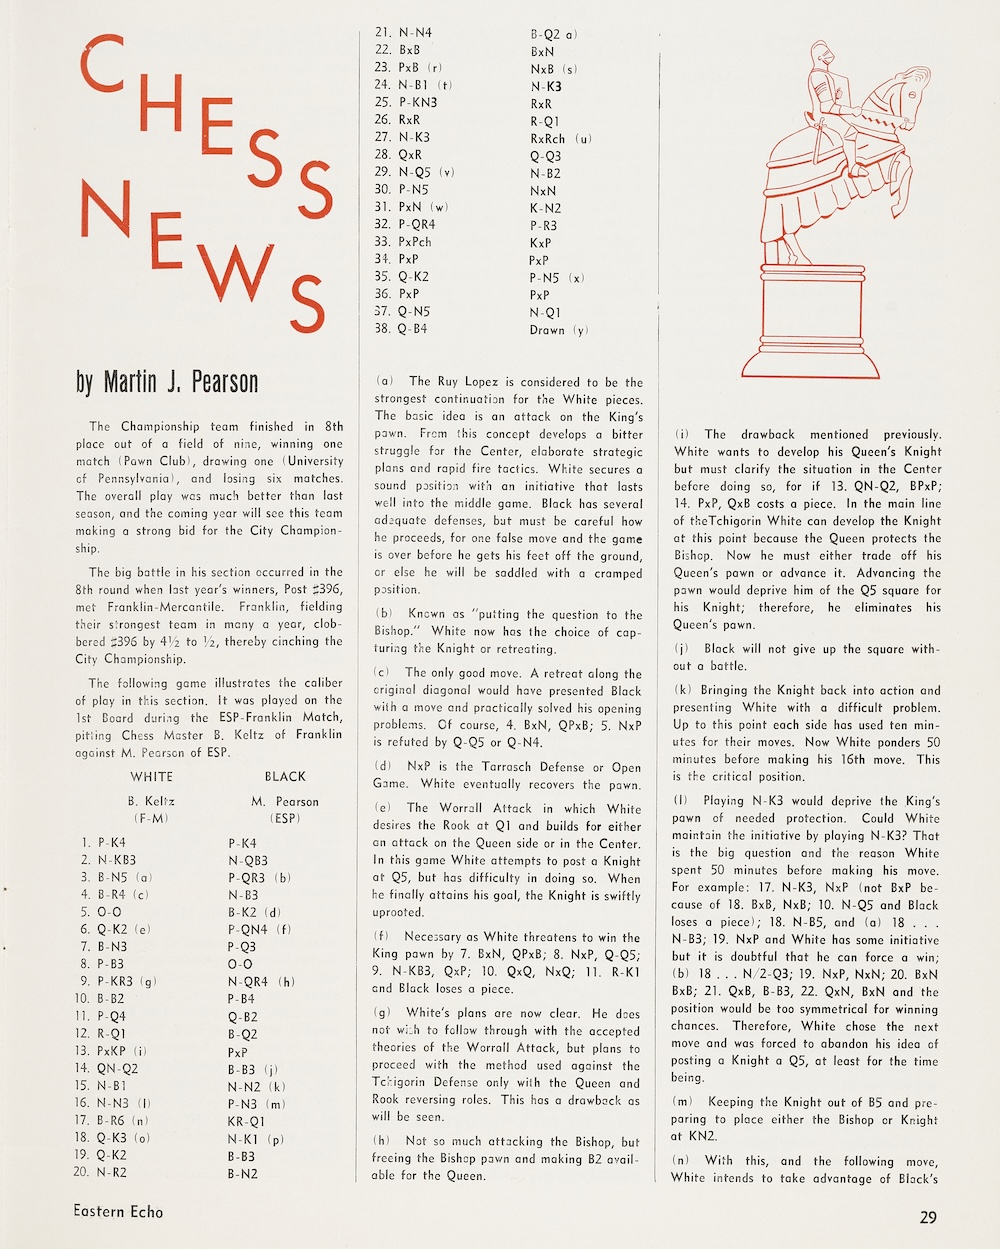 CHESS
NEWS
by Martin J. Pearson
The Championship team finished in 8th
place out of a field of nine, winning one
match (Pawn Club), drawing one (University
of Pennsylvania), and losing six matches.
The overall play was much better than last
season, and the coming year will see this team
making a strong bid for the City Champion-
ship.
The big battle in his section occurred in the
8th round when last year's winners, Post #396,
met Franklin-Mercantile. Franklin, fielding
their strongest team in many a year, clob-
bered #396 by 4½ to ½, thereby cinching the
City Championship.
The following game illustrates the caliber
of play in this section. It was played on the
1st Board during the ESP-Franklin Match,
pitting Chess Master B. Keltz of Franklin
against M. Pearson of ESP.
WHITE BLACK
B. Keltz M. Pearson
(F-M) (ESP)
1. P-K4 P-K4
2. N-KB3 N-QB3
3. B-N5 (a) P-QR3 (b)
4. B-R4 (c) N-B3
5. O-O B-K2 (d)
6. Q-K2 (e) P-QN4 (f)
7. B-N3 P-Q3
8. P-B3 O-O
9. P-KR3 (g) N-QR4 (h)
10. B-B2 P-B4
11. P-Q4 Q-B2
12. R-Q1 B-Q2
13. PxKP (i) PxP
14. QN-Q2 B-B3 (j)
15. N-B1 N-N2 (k)
16. N-N3 (l) P-N3 (m)
17. B-R6 (n) KR-Q1
18. Q-K3 (o) N-K1 (p)
19. Q-K2 B-B3
20. N-R2 B-N2
21. N-N4 B-Q2 a)
22. BxB BxN
23. PxB (r) NxB (s)
24. N-B1 (t) N-K3
25. P-KN3 RxR
26. RxR R-Q1
27. N-K3 RxRch (u)
28. QxR Q-Q3
29. N-Q5 (v) N-B2
30. P-N5 NxN
31. PxN (w) K-N2
32. P-QR4 P-R3
33. PxPch KxP
34. PxP PxP
35. Q-K2 P-N5 (x)
36. PxP PxP
37. Q-N5 N-Q1
38. Q-B4 Drawn (y)
(a) The Ruy Lopez is considered to be the
strongest continuation for the White pieces.
The basic idea is an attack on the King's
pawn. From this concept develops a bitter
struggle for the Center, elaborate strategic
plans and rapid fire tactics. White secures a
sound position with an initiative that lasts
well into the middle game. Black has several
adequate defenses, but must be careful how
he proceeds, for one false move and the game
is over before he gets his feet off the ground,
or else he will be saddled with a cramped
position.
(b) Known as "putting the question to the
Bishop." White now has the choice of cap-
turing the Knight or retreating.
(c) The only good move. A retreat along the
original diagonal would have presented Black
with a move and practically solved his opening
problems. Of course, 4. BxN, QPxB; 5. NxP
is refuted by Q-Q5 or Q-N4.
(d) NxP is the Tarrasch Defense or Open
Game. White eventually recovers the pawn.
(e) The Worrall Attack in which White
desires the Rook at Q1 and builds for either
an attack on the Queen side or in the Center.
In this game White attempts to post a Knight
at Q5, but has difficulty in doing so. When
he finally attains his goal, the Knight is swiftly
uprooted.
(f) Necessary as White threatens to win the
King pawn by 7. BxN, QPxB; 8. NxP, Q-Q5;
9. N-KB3, QxP; 10. QxQ, NxQ; 11. R-K1
and Black loses a piece.
(g) White's plans are now clear. He does
not wish to follow through with the accepted
theories of the Worrall Attack, but plans to
proceed with the method used against the
Tchigorin Defense only with the Queen and
Rook reversing roles. This has a drawback as
will be seen.
(h) Not so much attacking the Bishop, but
freeing the Bishop pawn and making B2 avail-
able for the Queen.
(i) The drawback mentioned previously.
White wants to develop his Queen's Knight
but must clarify the situation in the Center
before doing so, for if 13. QN-Q2, BPxP;
14. PxP, QxB costs a piece. In the main line
of theTchigorin White can develop the Knight
at this point because the Queen protects the
Bishop. Now he must either trade off his
Queen's pawn or advance it. Advancing the
pawn would deprive him of the Q5 square for
his Knight; therefore, he eliminates his
Queen's pawn.
(j) Black will not give up the square with-
out a battle.
(k) Bringing the Knight back into action and
presenting White with a difficult problem.
Up to this point each side has used ten min-
utes for their moves. Now White ponders 50
minutes before making his 16th move. This
is the critical position.
(l) Playing N-K3 would deprive the King's
pawn of needed protection. Could White
maintain the initiative by playing N-K3? That
is the big question and the reason White
spent 50 minutes before making his move.
For example: 17. N-K3, NxP (not BxP be-
cause of 18. BxB, NxB; 10. N-Q5 and Black
loses a piece); 18. N-B5, and (a) 18 . . .
N-B3; 19. NxP and White has some initiative
but it is doubtful that he can force a win;
(b) 18 . . . N/2-Q3; 19. NxP, NxN; 20. BxN
BxB; 21. QxB, B-B3, 22. QxN, BxN and the
position would be too symmetrical for winning
chances. Therefore, White chose the next
move and was forced to abandon his idea of
posting a Knight a Q5, at least for the time
being.
(m) Keeping the Knight out of B5 and pre-
paring to place either the Bishop or Knight
at KN2.
(n) With this, and the following move,
White intends to take advantage of Black's
Eastern Echo
29